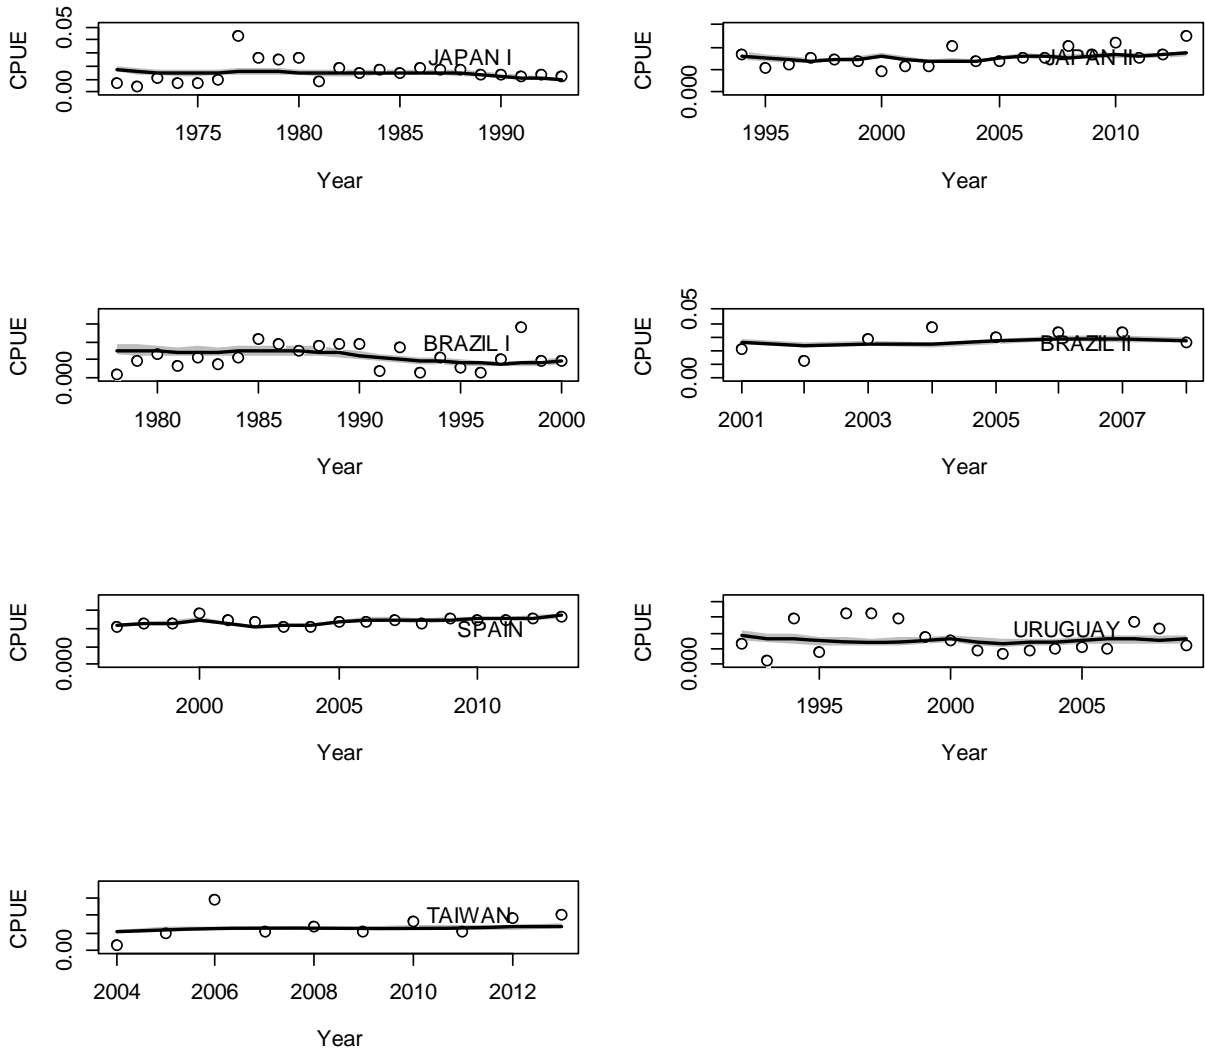 CPUE
0.00
0.05
JAPAN I
1975 1980 1985 1990
Year
CPUE
0.000
JAPAN II
1995 2000 2005 2010
Year
CPUE
0.000
BRAZIL I
1980 1985 1990 1995 2000
Year
CPUE
0.00
0.05
BRAZIL II
2001 2003 2005 2007
Year
CPUE
0.000
SPAIN
2000 2005 2010
Year
CPUE
0.000
URUGUAY
1995 2000 2005
Year
CPUE
0.00
TAIWAN
2004 2006 2008 2010 2012
Year